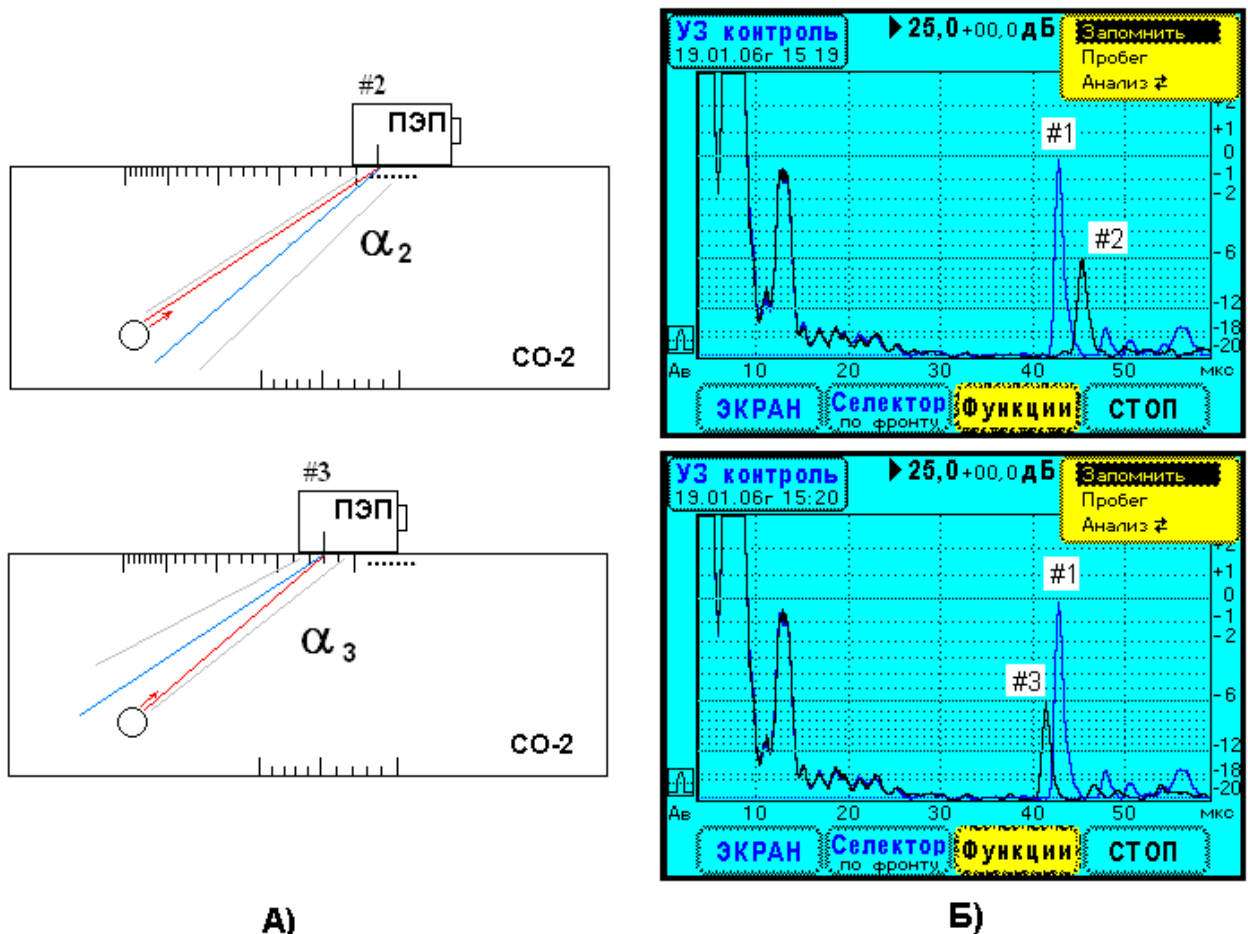 #2
ПЭП
α₂
СО-2
УЗ контроль
19.01.06г 15 19
25,0+00,0дБ
Запомнить
Пробег
Анализ ⇄
+2
+1
0
-1
-2
-6
-12
-18
-20
#1
#2
Ав 10 20 30 40 50 мкс
ЭКРАН
Селектор
по фронту
Функции
СТОП
#3
ПЭП
α₃
СО-2
УЗ контроль
19.01.06г 15:20
25,0+00,0дБ
Запомнить
Пробег
Анализ ⇄
+2
+1
0
-1
-2
-6
-12
-18
-20
#1
#3
Ав 10 20 30 40 50 мкс
ЭКРАН
Селектор
по фронту
Функции
СТОП
А)
Б)